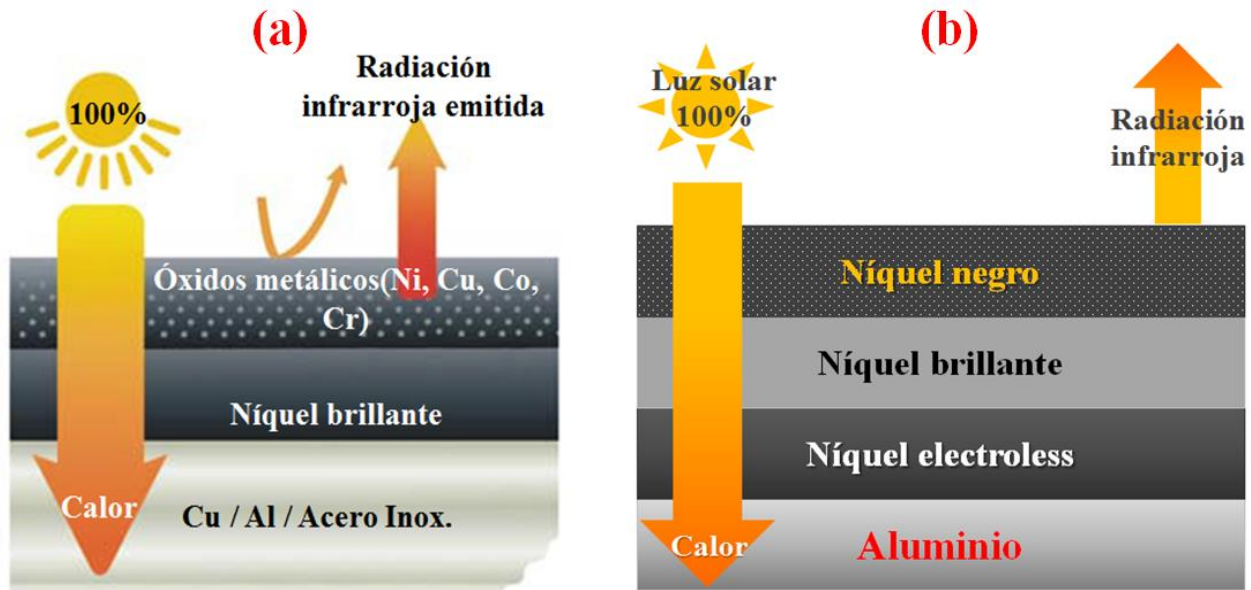 (a)
100%
Radiación
infrarroja emitida
Óxidos metálicos(Ni, Cu, Co,
Cr)
Níquel brillante
Calor
Cu / Al / Acero Inox.
(b)
Luz solar
100%
Radiación
infrarroja
Níquel negro
Níquel brillante
Níquel electroless
Calor
Aluminio